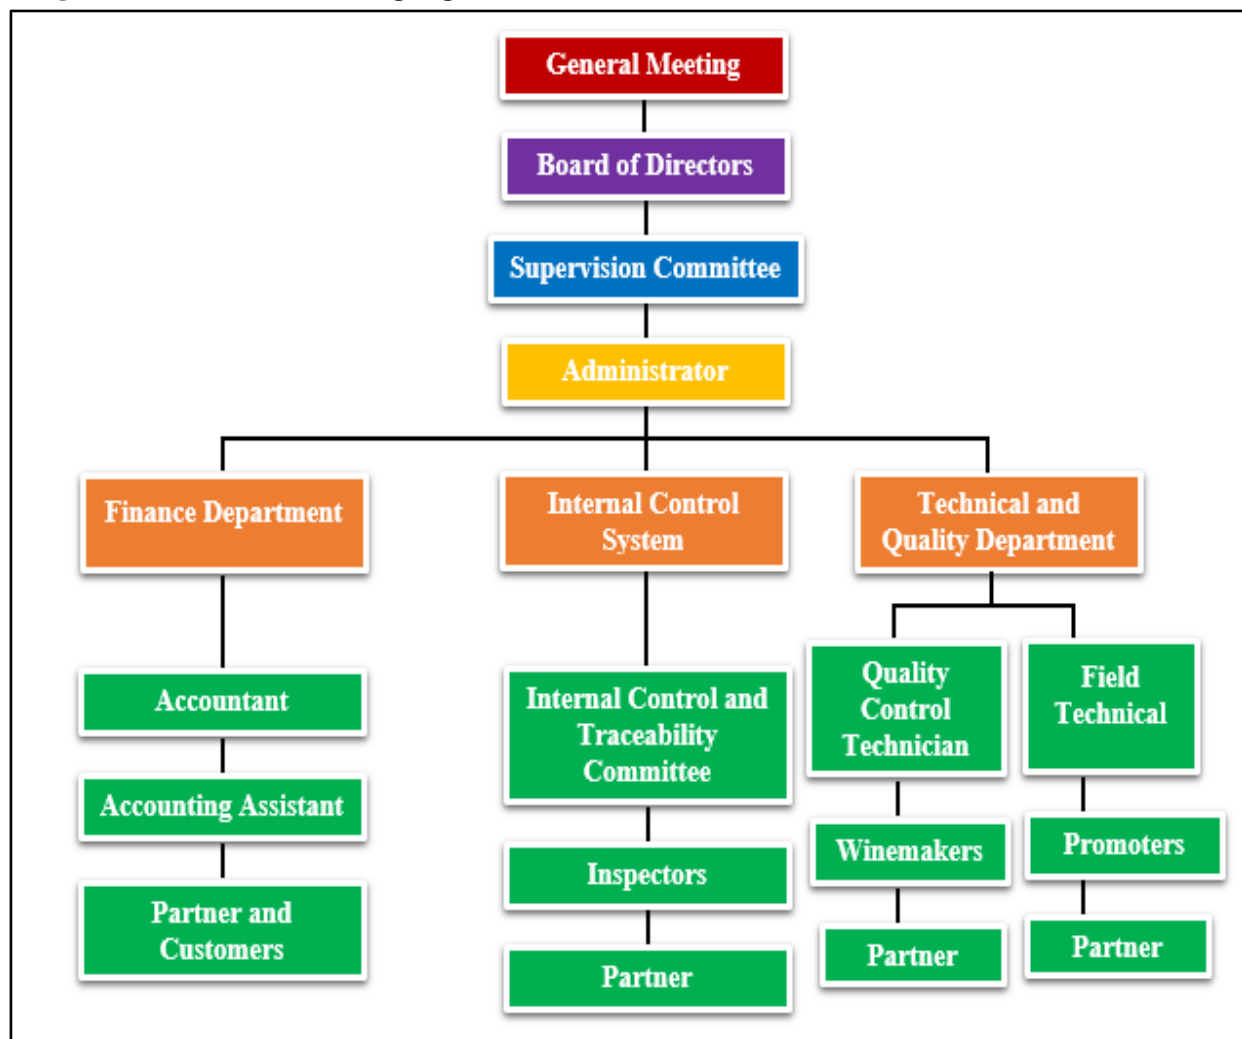 General Meeting
Board of Directors
Supervision Committee
Administrator
Finance Department
Internal Control
System
Technical and
Quality Department
Accountant
Accounting Assistant
Partner and
Customers
Internal Control and
Traceability
Committee
Inspectors
Partner
Quality
Control
Technician
Winemakers
Partner
Field
Technical
Promoters
Partner